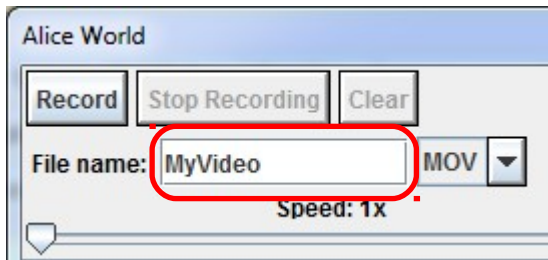 Alice World
Record Stop Recording Clear
File name: MyVideo MOV
Speed: 1x